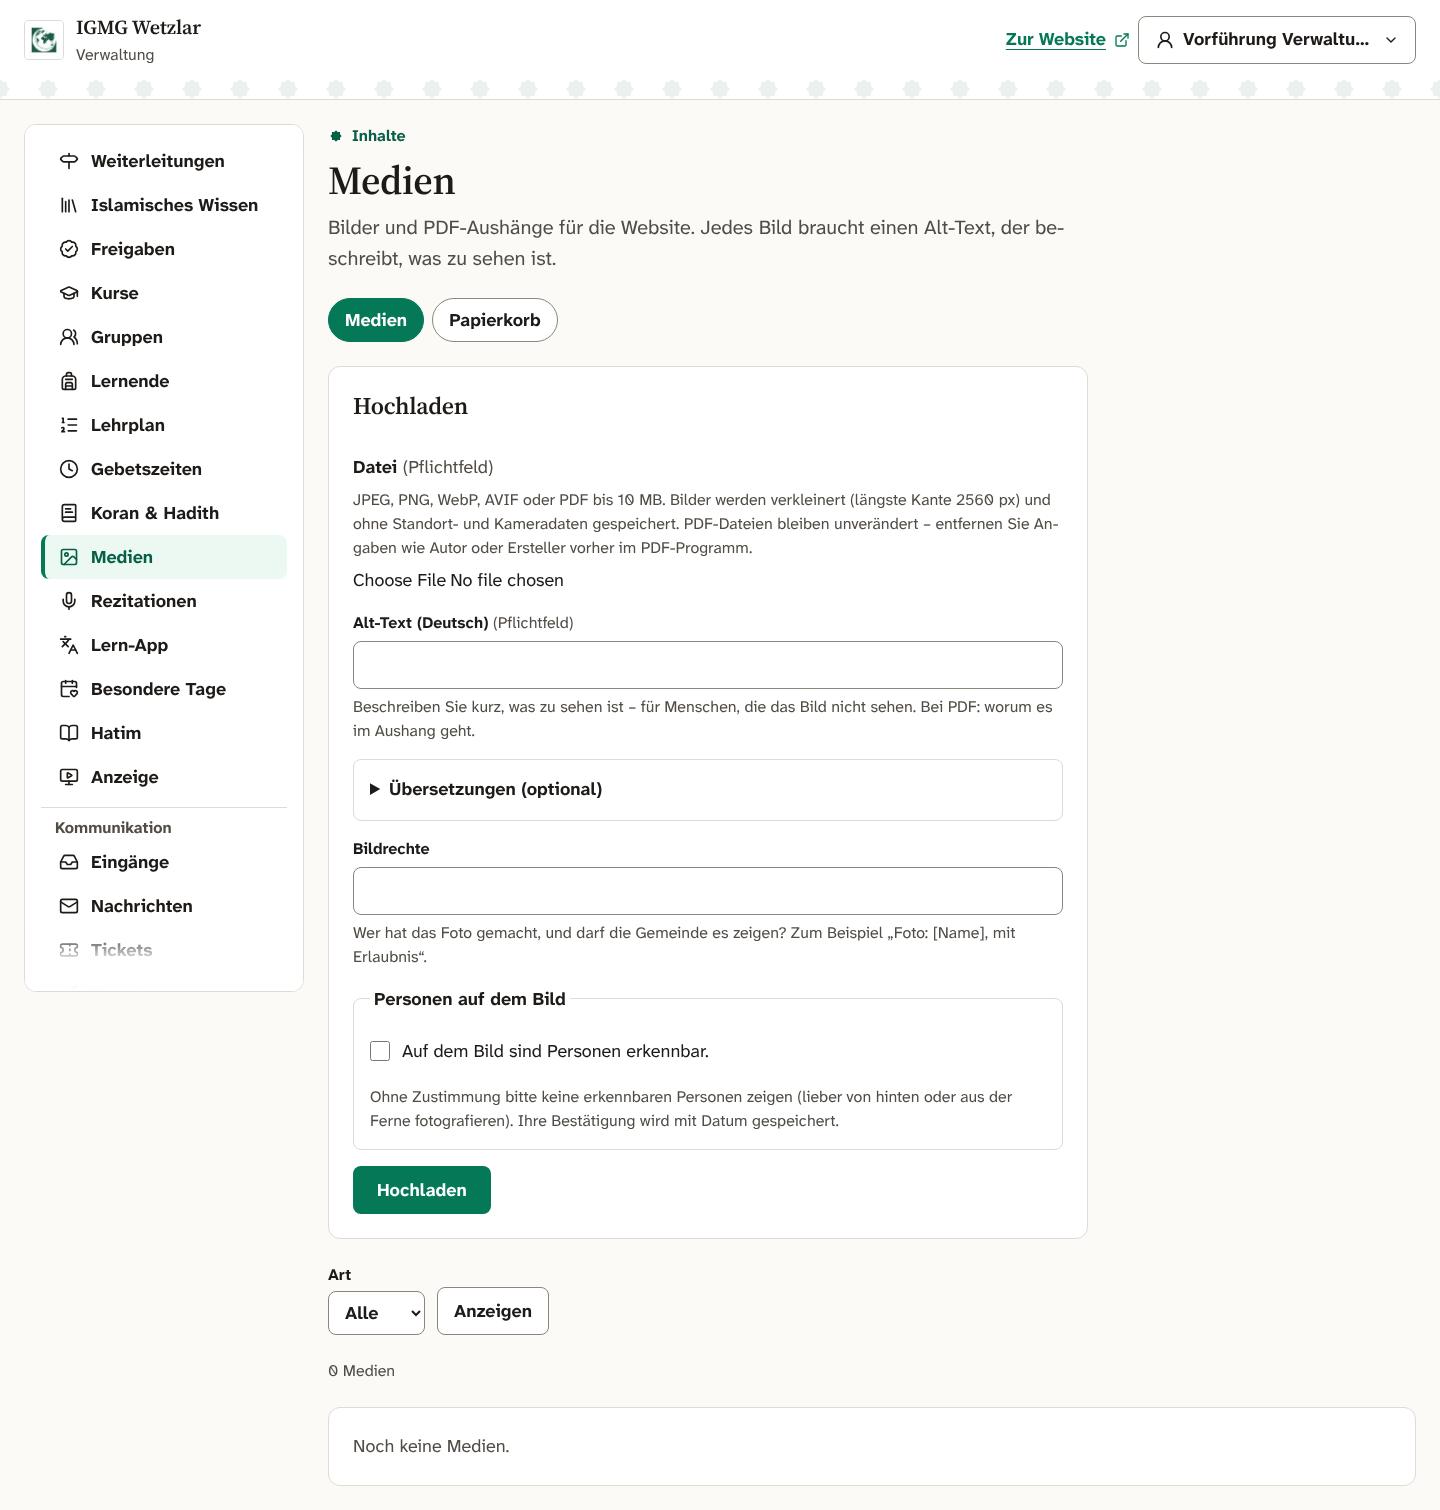 IGMG Wetzlar
Verwaltung
Zur Website
Vorführung Verwaltu...
Weiterleitungen
Islamisches Wissen
Freigaben
Kurse
Gruppen
Lernende
Lehrplan
Gebetszeiten
Koran & Hadith
Medien
Rezitationen
Lern-App
Besondere Tage
Hatim
Anzeige
Kommunikation
Eingänge
Nachrichten
Tickets
Inhalte
Medien
Bilder und PDF-Aushänge für die Website. Jedes Bild braucht einen Alt-Text, der be-
schreibt, was zu sehen ist.
Medien
Papierkorb
Hochladen
Datei (Pflichtfeld)
JPEG, PNG, WebP, AVIF oder PDF bis 10 MB. Bilder werden verkleinert (längste Kante 2560 px) und
ohne Standort- und Kameradaten gespeichert. PDF-Dateien bleiben unverändert – entfernen Sie An-
gaben wie Autor oder Ersteller vorher im PDF-Programm.
Choose File No file chosen
Alt-Text (Deutsch) (Pflichtfeld)
Beschreiben Sie kurz, was zu sehen ist – für Menschen, die das Bild nicht sehen. Bei PDF: worum es
im Aushang geht.
Übersetzungen (optional)
Bildrechte
Wer hat das Foto gemacht, und darf die Gemeinde es zeigen? Zum Beispiel „Foto: [Name], mit
Erlaubnis“.
Personen auf dem Bild
Auf dem Bild sind Personen erkennbar.
Ohne Zustimmung bitte keine erkennbaren Personen zeigen (lieber von hinten oder aus der
Ferne fotografieren). Ihre Bestätigung wird mit Datum gespeichert.
Hochladen
Art
Alle
Anzeigen
0 Medien
Noch keine Medien.